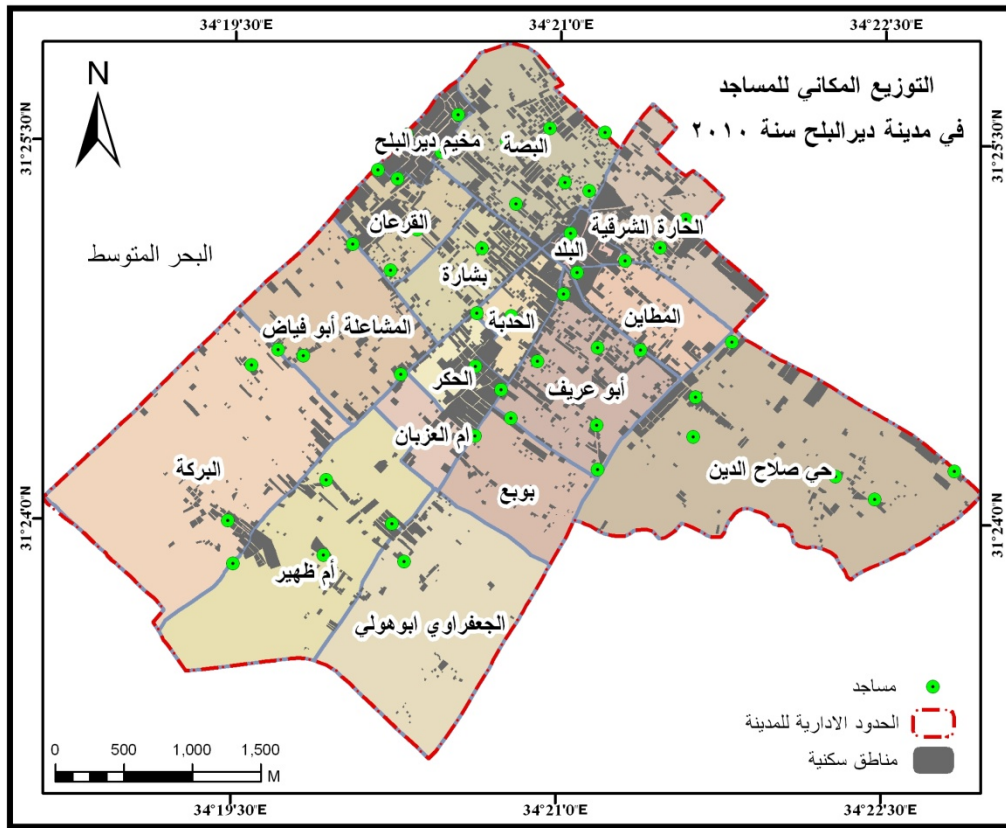 34°19'30"E
34°21'0"E
34°22'30"E
N
التوزيع المكاني للمساجد
في مدينة ديرالبلح سنة ٢٠١٠
31°25'30"N
31°25'30"N
مخيم ديرالبلح
البصة
القرعان
الحارة الشرقية
البلد
البحر المتوسط
بشارة
المطاين
الحدبة
المشاعلة أبو فياض
الحكر
أبو عريف
ام العزبان
حي صلاح الدين
البركة
بوبع
31°24'0"N
31°24'0"N
أم ظهير
الجعفراوي ابوهولي
مساجد
الحدود الادارية للمدينة
مناطق سكنية
0 500 1,000 1,500
M
34°19'30"E
34°21'0"E
34°22'30"E